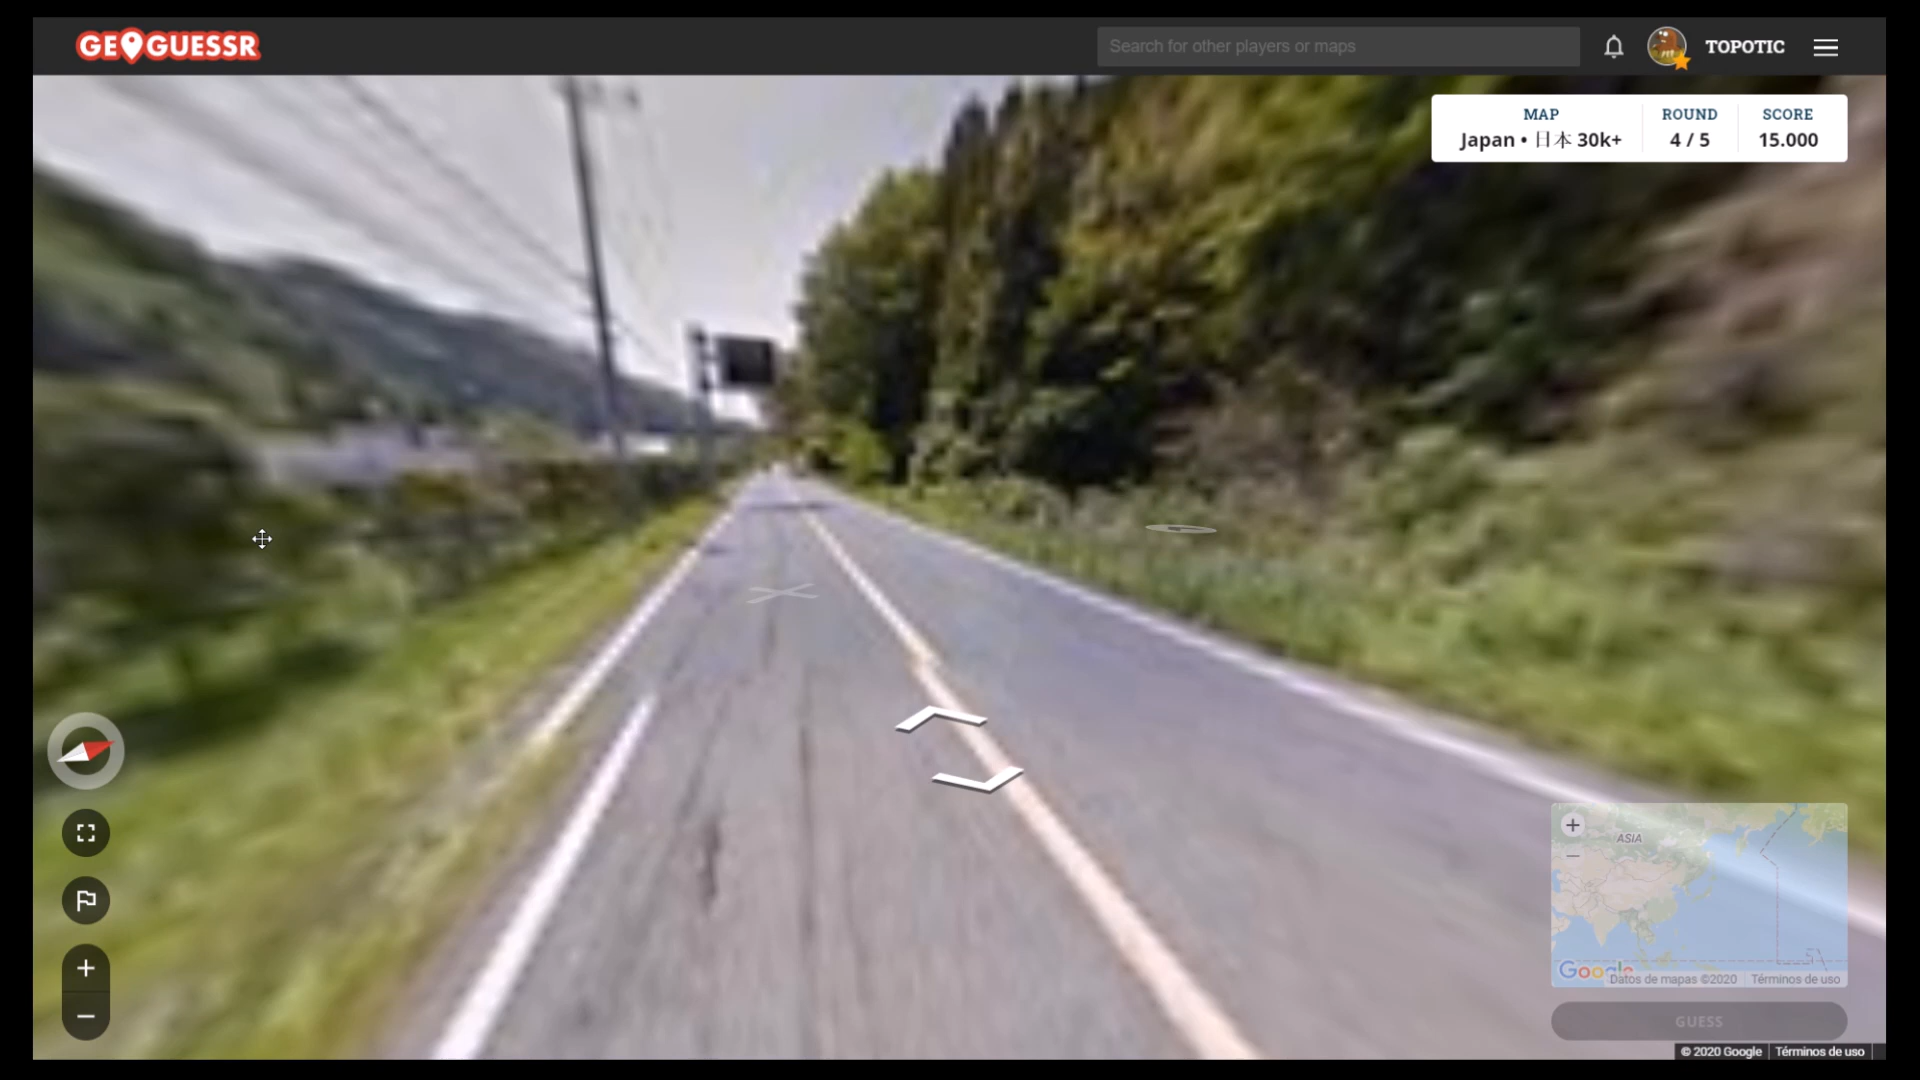 GEOGUESSR
Search for other players or maps
TOPOTIC
MAP
ROUND
SCORE
Japan • 日本 30k+
4 / 5
15.000
ASIA
Google
Datos de mapas ©2020
Términos de uso
GUESS
© 2020 Google
Términos de uso